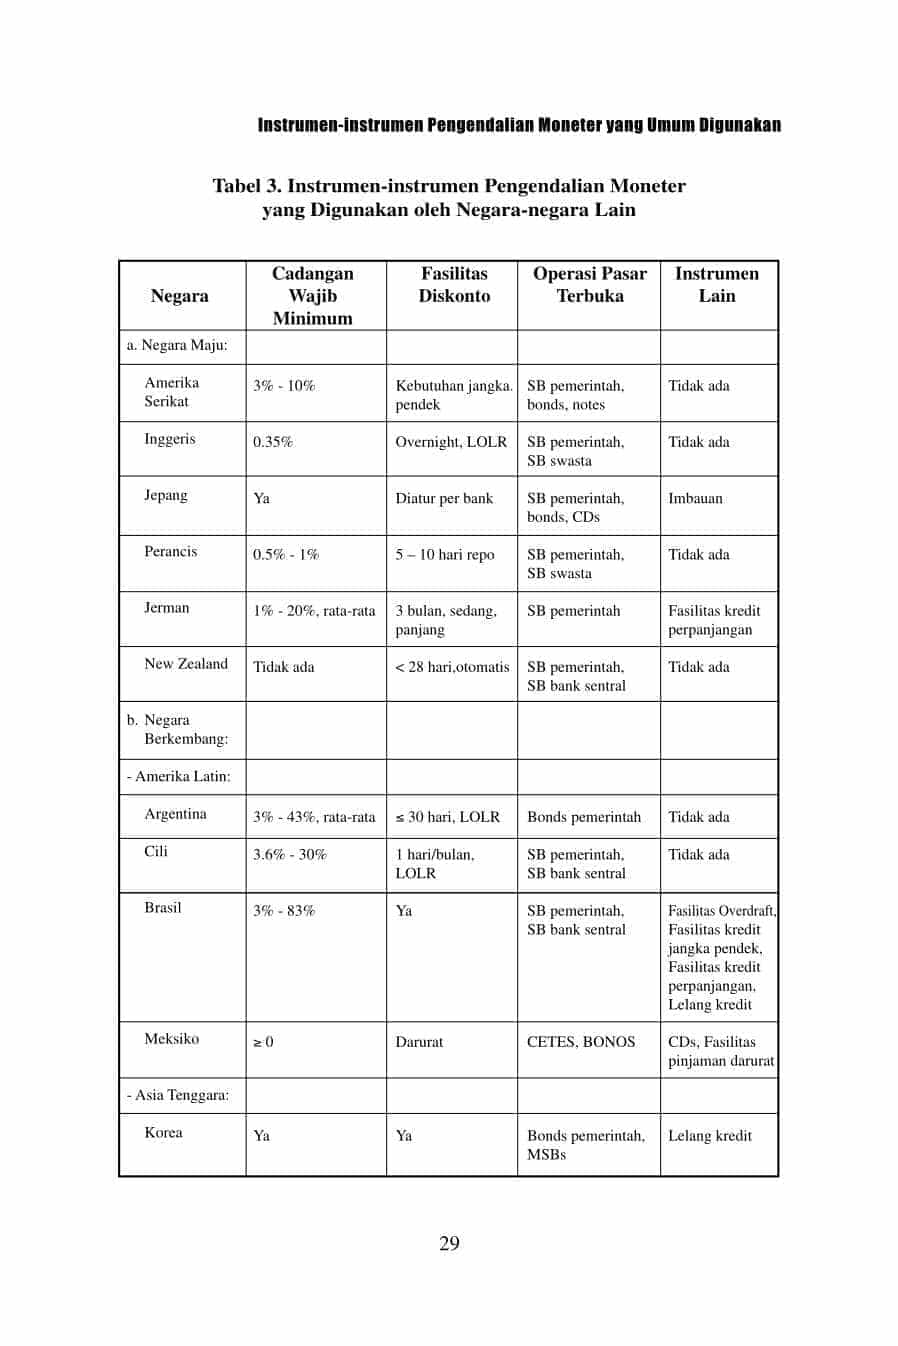 Instrumen-instrumen Pengendalian Moneter yang Umum Digunakan
Tabel 3. Instrumen-instrumen Pengendalian Moneter
yang Digunakan oleh Negara-negara Lain
Negara
Cadangan
Wajib
Minimum
Fasilitas
Diskonto
Operasi Pasar
Terbuka
Instrumen
Lain
a. Negara Maju:
Amerika
Serikat
3% - 10%
Kebutuhan jangka.
pendek
SB pemerintah,
bonds, notes
Tidak ada
Inggeris
0.35%
Overnight, LOLR
SB pemerintah,
SB swasta
Tidak ada
Jepang
Ya
Diatur per bank
SB pemerintah,
bonds, CDs
Imbauan
Perancis
0.5% - 1%
5 – 10 hari repo
SB pemerintah,
SB swasta
Tidak ada
Jerman
1% - 20%, rata-rata
3 bulan, sedang,
panjang
SB pemerintah
Fasilitas kredit
perpanjangan
New Zealand
Tidak ada
< 28 hari,otomatis
SB pemerintah,
SB bank sentral
Tidak ada
b. Negara
Berkembang:
- Amerika Latin:
Argentina
3% - 43%, rata-rata
≤ 30 hari, LOLR
Bonds pemerintah
Tidak ada
Cili
3.6% - 30%
1 hari/bulan,
LOLR
SB pemerintah,
SB bank sentral
Tidak ada
Brasil
3% - 83%
Ya
SB pemerintah,
SB bank sentral
Fasilitas Overdraft,
Fasilitas kredit
jangka pendek,
Fasilitas kredit
perpanjangan,
Lelang kredit
Meksiko
≥ 0
Darurat
CETES, BONOS
CDs, Fasilitas
pinjaman darurat
- Asia Tenggara:
Korea
Ya
Ya
Bonds pemerintah,
MSBs
Lelang kredit
29